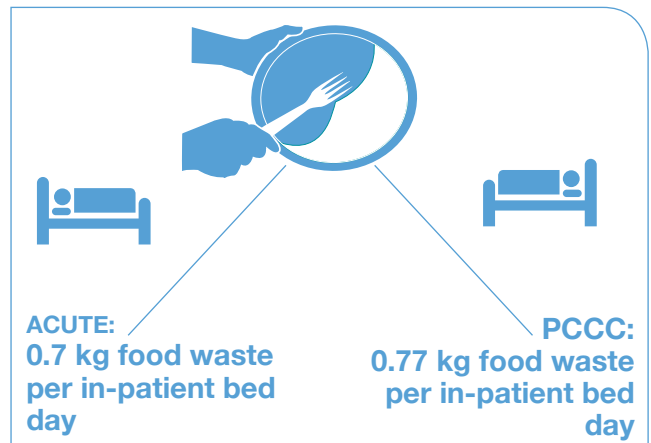 ACUTE:
0.7 kg food waste
per in-patient bed
day
PCCC:
0.77 kg food waste
per in-patient bed
day